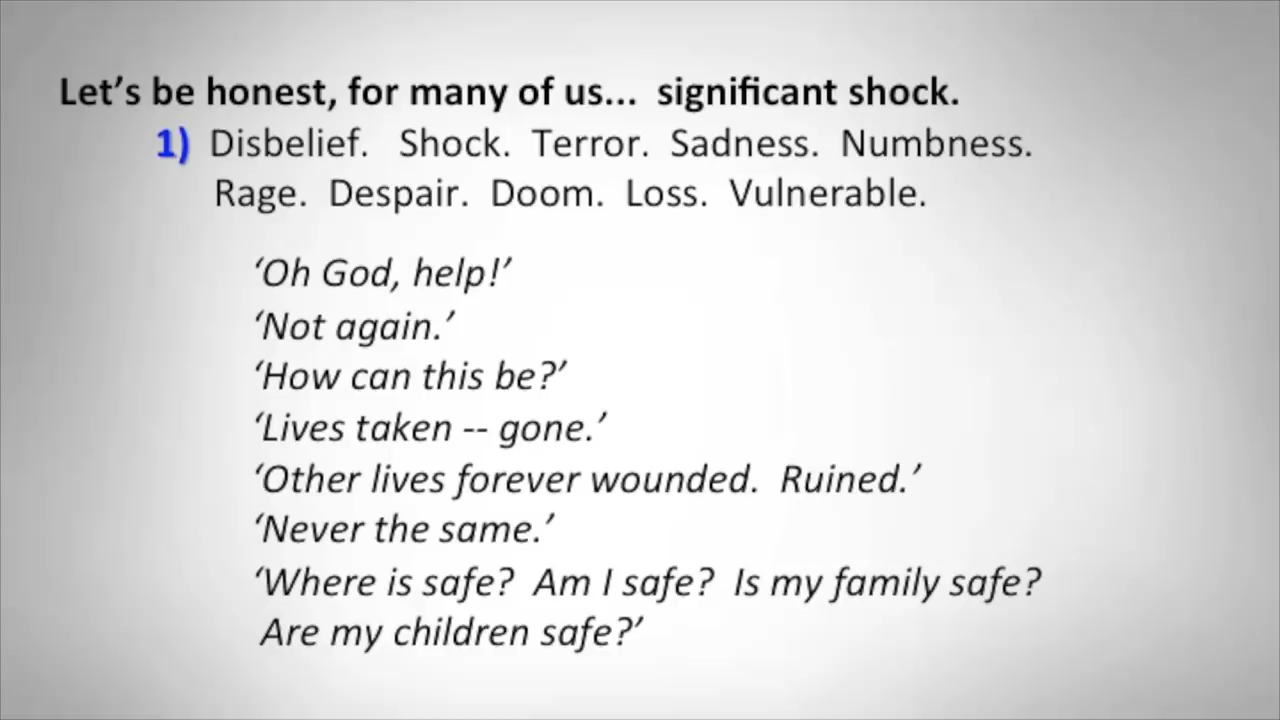 Let’s be honest, for many of us...  significant shock.
1) Disbelief.  Shock.  Terror.  Sadness.  Numbness.
Rage.  Despair.  Doom.  Loss.  Vulnerable.
‘Oh God, help!’
‘Not again.’
‘How can this be?’
‘Lives taken -- gone.’
‘Other lives forever wounded.  Ruined.’
‘Never the same.’
‘Where is safe?  Am I safe?  Is my family safe?
Are my children safe?’